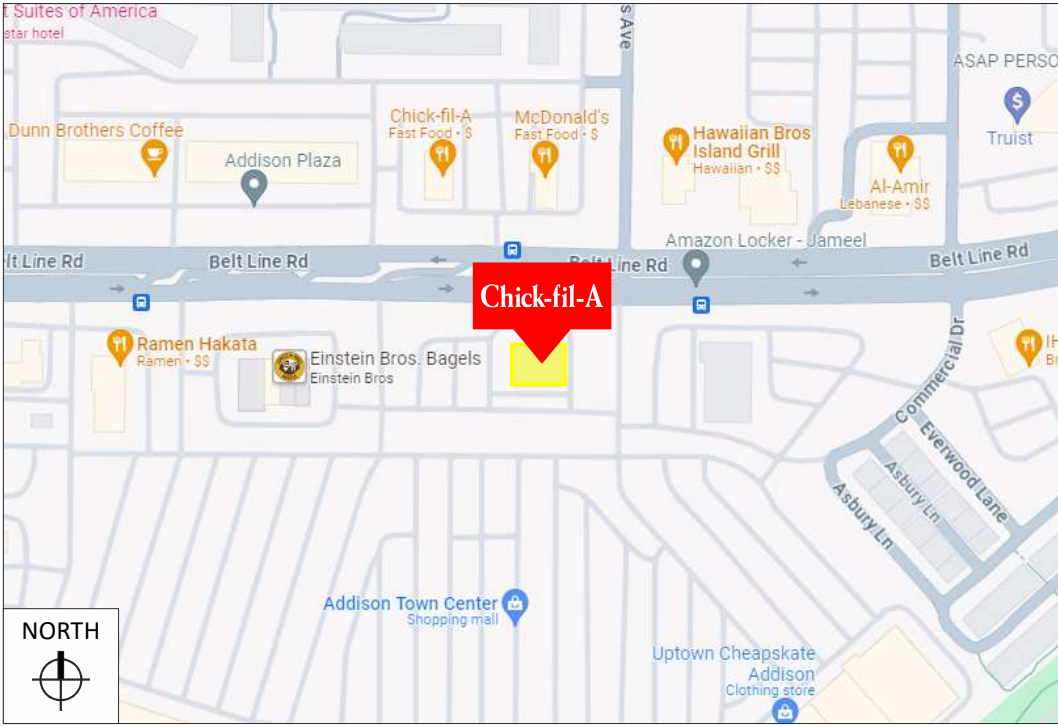 t Suites of America
star hotel
s Ave
ASAP PERSO
Truist
Dunn Brothers Coffee
Addison Plaza
Chick-fil-A
Fast Food • $
McDonald's
Fast Food • $
Hawaiian Bros
Island Grill
Hawaiian • $$
Al-Amir
Lebanese • $$
Amazon Locker - Jameel
lt Line Rd
Belt Line Rd
Belt Line Rd
Belt Line Rd
Chick-fil-A
Ramen Hakata
Ramen • $$
Einstein Bros. Bagels
Einstein Bros
IH
Br
Commercial Dr
Everwood Lane
Asbury Ln
Asbury Ln
Addison Town Center
Shopping mall
Uptown Cheapskate
Addison
Clothing store
NORTH